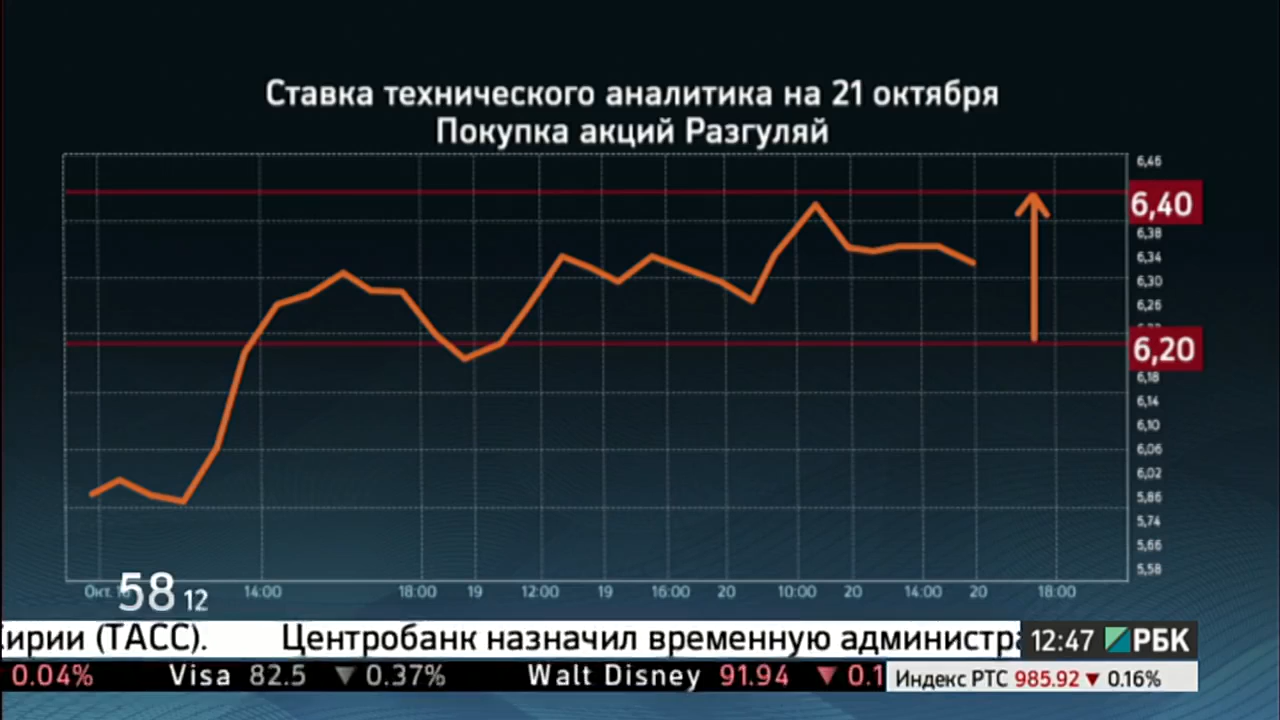 Ставка технического аналитика на 21 октября
Покупка акций Разгуляй
6,46
6,40
6,38
6,34
6,30
6,26
6,20
6,18
6,14
6,10
6,06
6,02
5,86
5,74
5,66
5,58
Окт. 14:00 18:00 19 12:00 19 16:00 20 10:00 20 14:00 20 18:00
58 12
Кирии (ТАСС). Центробанк назначил временную администра
12:47 РБК
0.04% Visa 82.5 ▼ 0.37% Walt Disney 91.94 ▼ 0.1
Индекс РТС 985.92 ▼ 0.16%